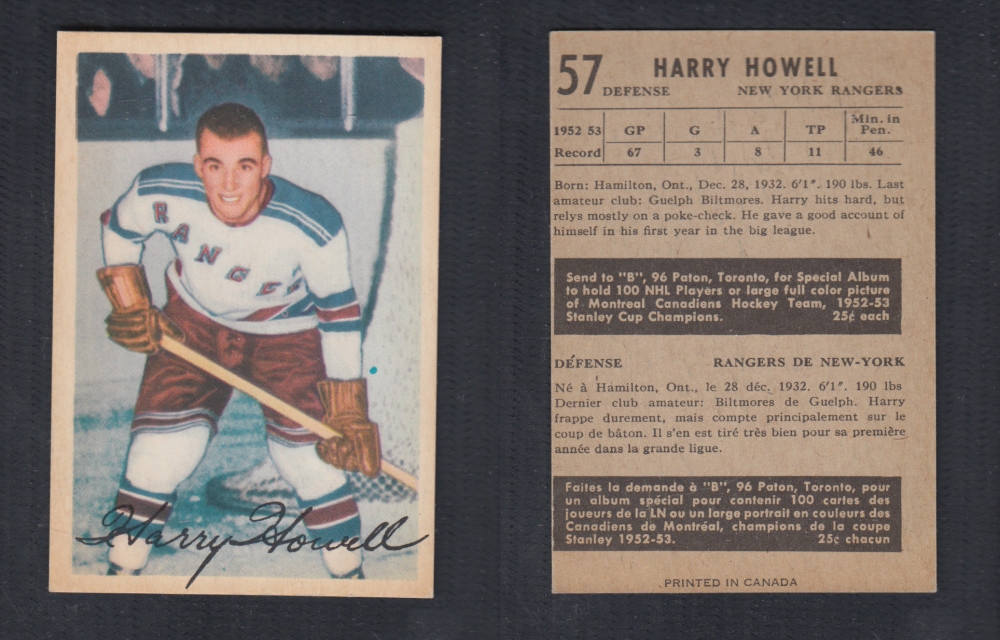 RANGE
Harry Howell
57 HARRY HOWELL
DEFENSE NEW YORK RANGERS
1952 53 GP G A TP Min. in Pen.
Record 67 3 8 11 46
Born: Hamilton, Ont., Dec. 28, 1932. 6'1". 190 lbs. Last
amateur club: Guelph Biltmores. Harry hits hard, but
relys mostly on a poke-check. He gave a good account of
himself in his first year in the big league.
Send to "B", 96 Paton, Toronto, for Special Album
to hold 100 NHL Players or large full color picture
of Montreal Canadiens Hockey Team, 1952-53
Stanley Cup Champions. 25¢ each
DÉFENSE RANGERS DE NEW-YORK
Né à Hamilton, Ont., le 28 déc. 1932. 6'1". 190 lbs
Dernier club amateur: Biltmores de Guelph. Harry
frappe durement, mais compte principalement sur le
coup de bâton. Il s'en est tiré très bien pour sa première
année dans la grande ligue.
Faites la demande à "B", 96 Paton, Toronto, pour
un album spécial pour contenir 100 cartes des
joueurs de la LN ou un large portrait en couleurs des
Canadiens de Montréal, champions de la coupe
Stanley 1952-53. 25¢ chacun
PRINTED IN CANADA